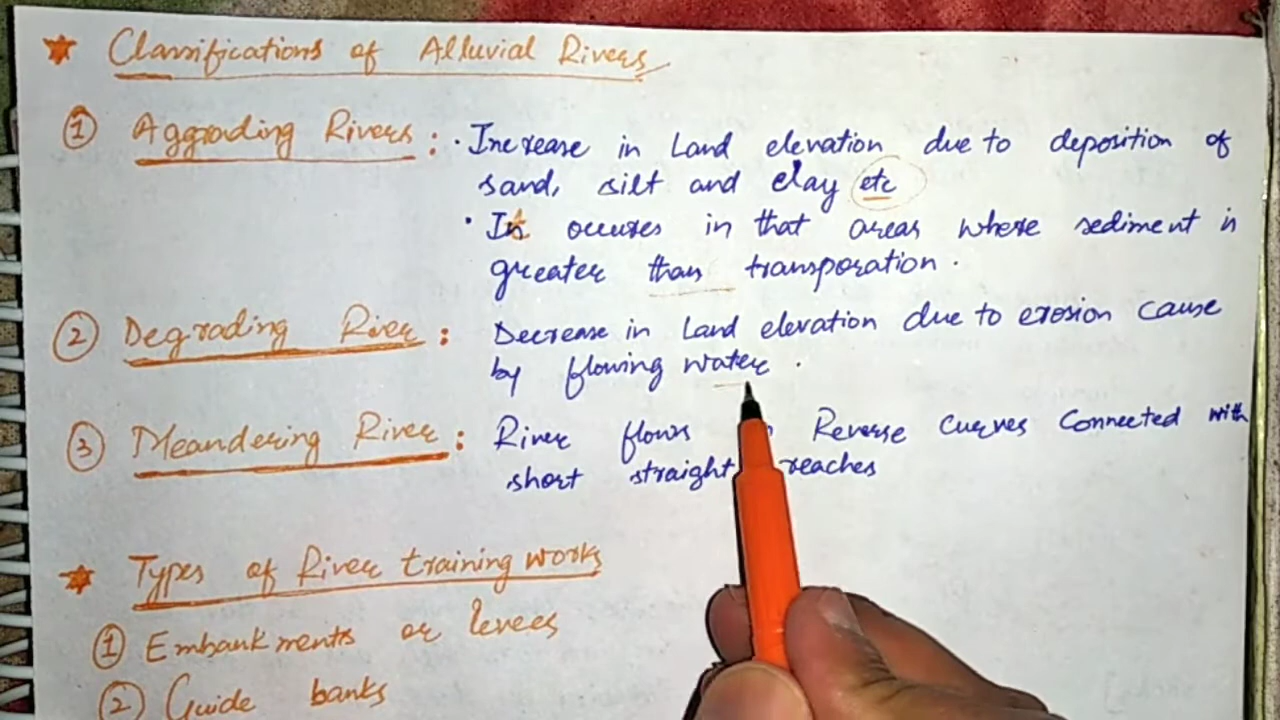 ★ Classifications of Alluvial Rivers
① Aggrading Rivers : · Increase in Land elevation due to deposition of
sand, silt and clay etc
· It occures in that areas where sediment is
greater than transporation .
② Degrading River : Decrease in Land elevation due to erosion cause
by flowing water .
③ Meandering River : River flows Reverse Curves Connected with
short straight reaches
★ Types of River training works
① Embankments or levees
② Guide banks